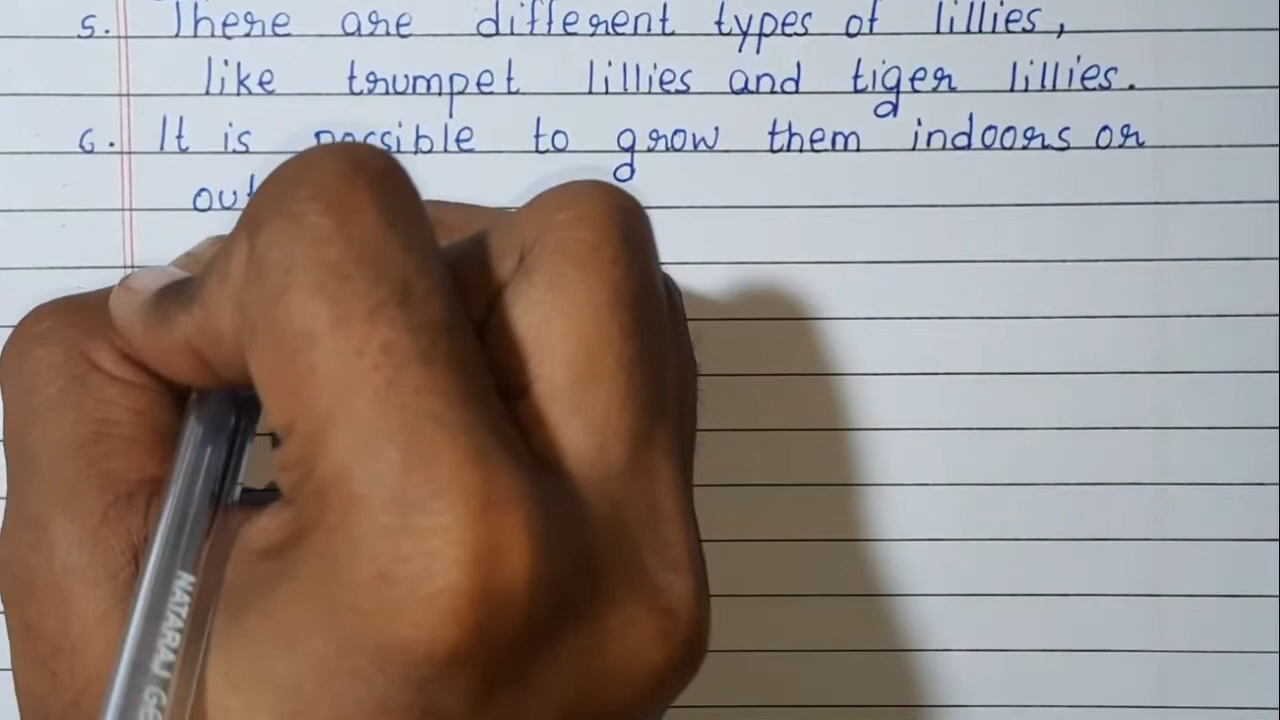 5. There are different types of lillies,
like trumpet lillies and tiger lillies.
6. It is possible to grow them indoors or
out
NATARAJ